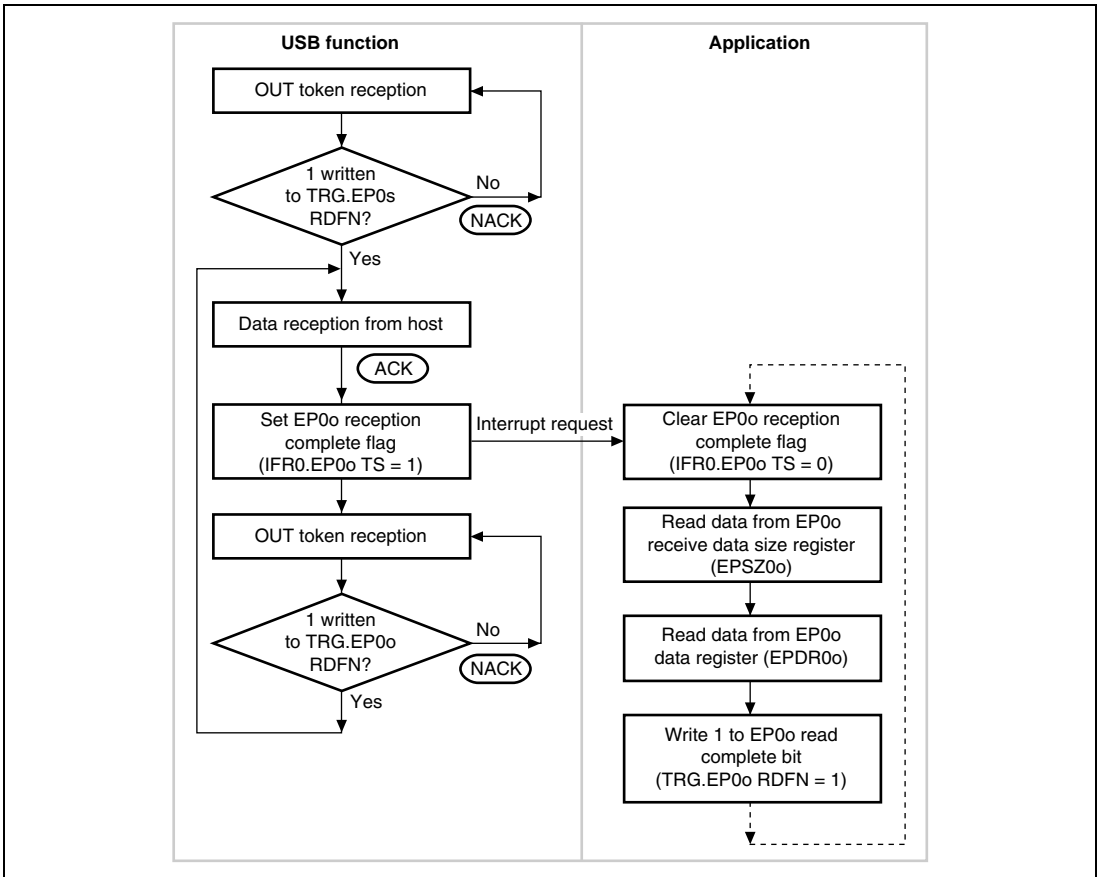 USB function
OUT token reception
1 written
to TRG.EP0s
RDFN?
No
NACK
Yes
Data reception from host
ACK
Set EP0o reception
complete flag
(IFR0.EP0o TS = 1)
Interrupt request
OUT token reception
1 written
to TRG.EP0o
RDFN?
No
NACK
Yes
Application
Clear EP0o reception
complete flag
(IFR0.EP0o TS = 0)
Read data from EP0o
receive data size register
(EPSZ0o)
Read data from EP0o
data register (EPDR0o)
Write 1 to EP0o read
complete bit
(TRG.EP0o RDFN = 1)